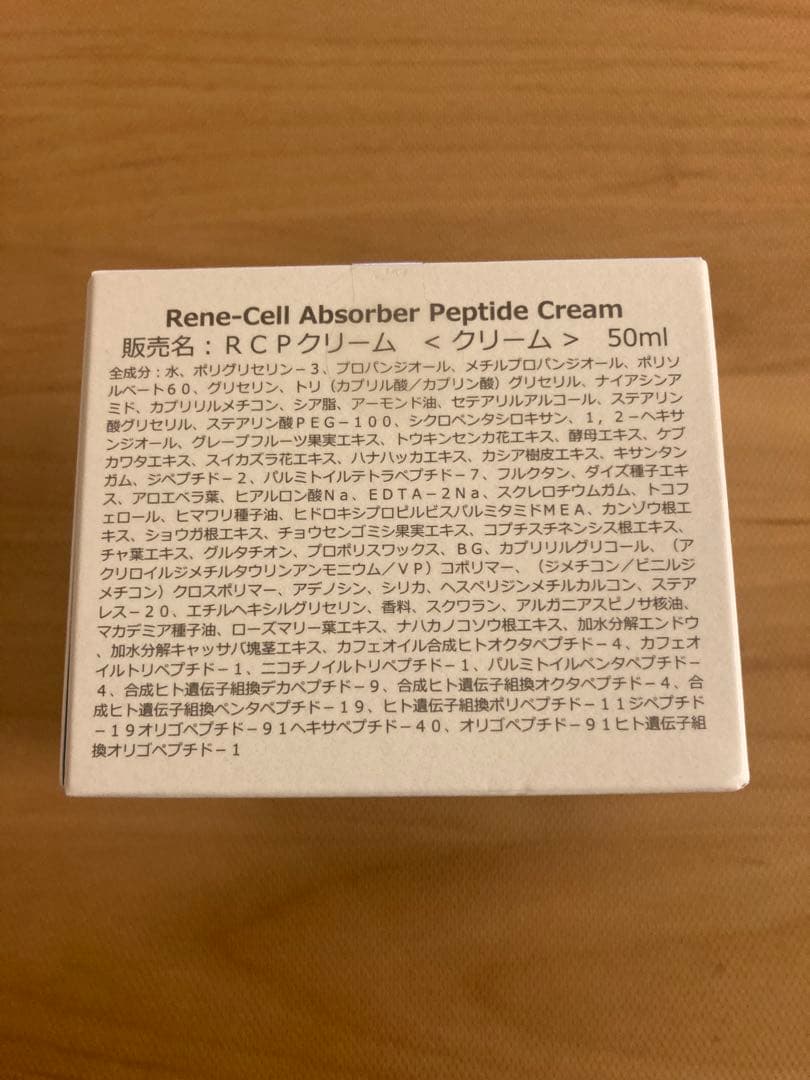 Rene-Cell Absorber Peptide Cream
販売名：ＲＣＰクリーム ＜クリーム＞ 50ml
全成分：水、ポリグリセリン－３、プロパンジオール、メチルプロパンジオール、ポリソ
ルベート６０、グリセリン、トリ（カプリル酸／カプリン酸）グリセリル、ナイアシンア
ミド、カプリリルメチコン、シア脂、アーモンド油、セテアリルアルコール、ステアリン
酸グリセリル、ステアリン酸ＰＥＧ－１００、シクロペンタシロキサン、１，２－ヘキサ
ンジオール、グレープフルーツ果実エキス、トウキンセンカ花エキス、酵母エキス、ケブ
カワタエキス、スイカズラ花エキス、ハナハッカエキス、カシア樹皮エキス、キサンタン
ガム、ジペプチド－２、パルミトイルテトラペプチド－７、フルクタン、ダイズ種子エキ
ス、アロエベラ葉、ヒアルロン酸Ｎａ、ＥＤＴＡ－２Ｎａ、スクレロチウムガム、トコフ
ェロール、ヒマワリ種子油、ヒドロキシプロピルビスパルミタミドＭＥＡ、カンゾウ根エ
キス、ショウガ根エキス、チョウセンゴミシ果実エキス、コプチスチネンシス根エキス、
チャ葉エキス、グルタチオン、プロポリスワックス、ＢＧ、カプリリルグリコール、（ア
クリロイルジメチルタウリンアンモニウム／ＶＰ）コポリマー、（ジメチコン／ビニルジ
メチコン）クロスポリマー、アデノシン、シリカ、ヘスペリジンメチルカルコン、ステア
レス－２０、エチルヘキシルグリセリン、香料、スクワラン、アルガニアスピノサ核油、
マカデミア種子油、ローズマリー葉エキス、ナハカノコソウ根エキス、加水分解エンドウ
、加水分解キャッサバ塊茎エキス、カフェオイル合成ヒトオクタペプチド－４、カフェオ
イルトリペプチド－１、ニコチノイルトリペプチド－１、パルミトイルペンタペプチド－
４、合成ヒト遺伝子組換デカペプチド－９、合成ヒト遺伝子組換オクタペプチド－４、合
成ヒト遺伝子組換ペンタペプチド－１９、ヒト遺伝子組換ポリペプチド－１１ジペプチド
－１９オリゴペプチド－９１ヘキサペプチド－４０、オリゴペプチド－９１ヒト遺伝子組
換オリゴペプチド－１